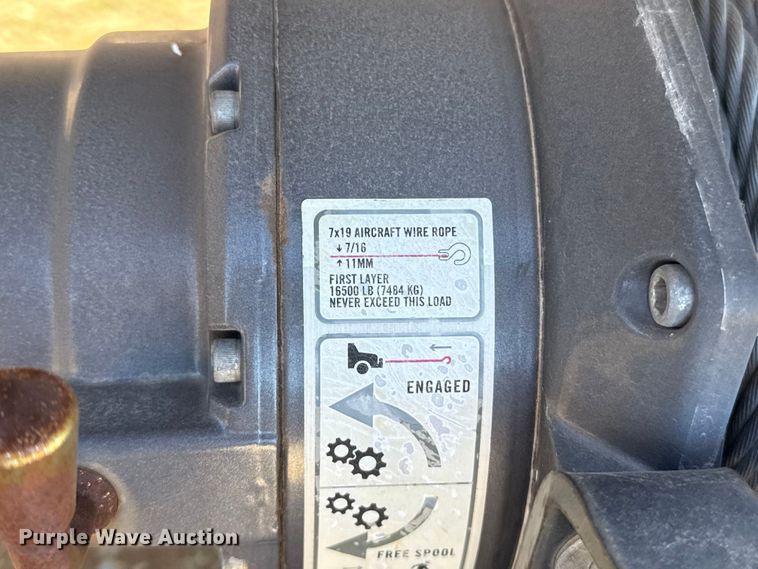 7x19 AIRCRAFT WIRE ROPE
7/16
11MM
FIRST LAYER
16500 LB (7484 KG)
NEVER EXCEED THIS LOAD
ENGAGED
FREE SPOOL
Purple Wave Auction